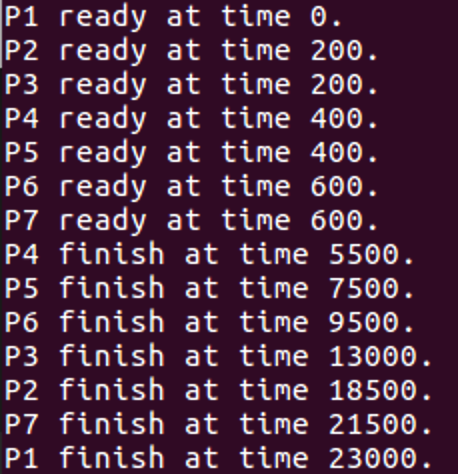 P1 ready at time 0.
P2 ready at time 200.
P3 ready at time 200.
P4 ready at time 400.
P5 ready at time 400.
P6 ready at time 600.
P7 ready at time 600.
P4 finish at time 5500.
P5 finish at time 7500.
P6 finish at time 9500.
P3 finish at time 13000.
P2 finish at time 18500.
P7 finish at time 21500.
P1 finish at time 23000.